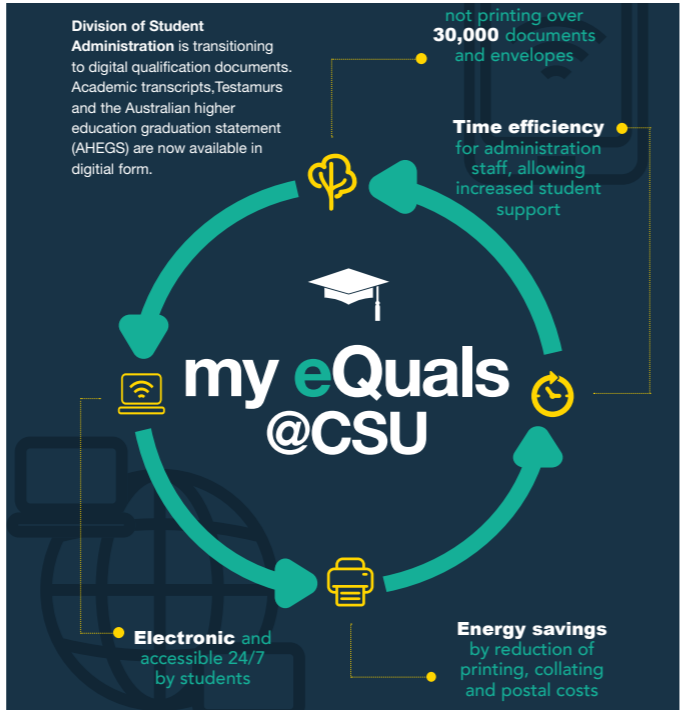 Division of Student
Administration is transitioning
to digital qualification documents.
Academic transcripts,Testamurs
and the Australian higher
education graduation statement
(AHEGS) are now available in
digitial form.
not printing over
30,000 documents
and envelopes
Time efficiency
for administration
staff, allowing
increased student
support
my eQuals
@CSU
Electronic and
accessible 24/7
by students
Energy savings
by reduction of
printing, collating
and postal costs